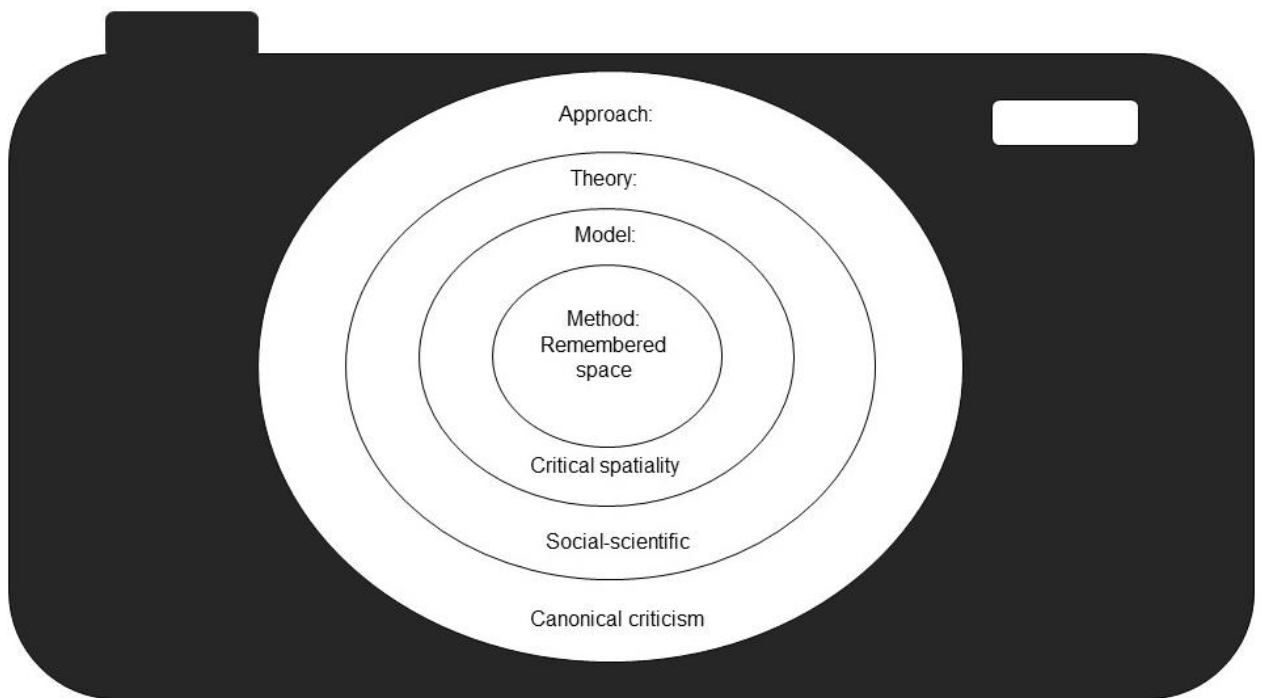 Approach:
Theory:
Model:
Method:
Remembered
space
Critical spatiality
Social-scientific
Canonical criticism